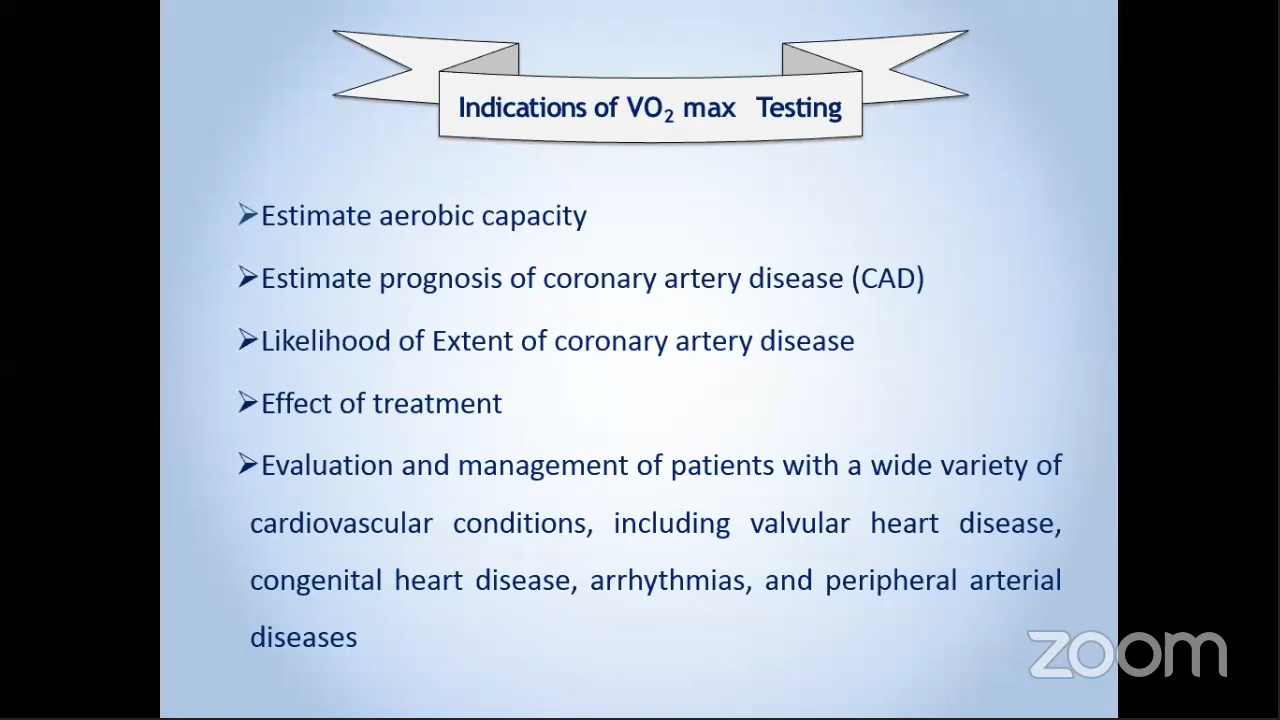 Indications of VO₂ max Testing
➢Estimate aerobic capacity
➢Estimate prognosis of coronary artery disease (CAD)
➢Likelihood of Extent of coronary artery disease
➢Effect of treatment
➢Evaluation and management of patients with a wide variety of
cardiovascular conditions, including valvular heart disease,
congenital heart disease, arrhythmias, and peripheral arterial
diseases
zoom